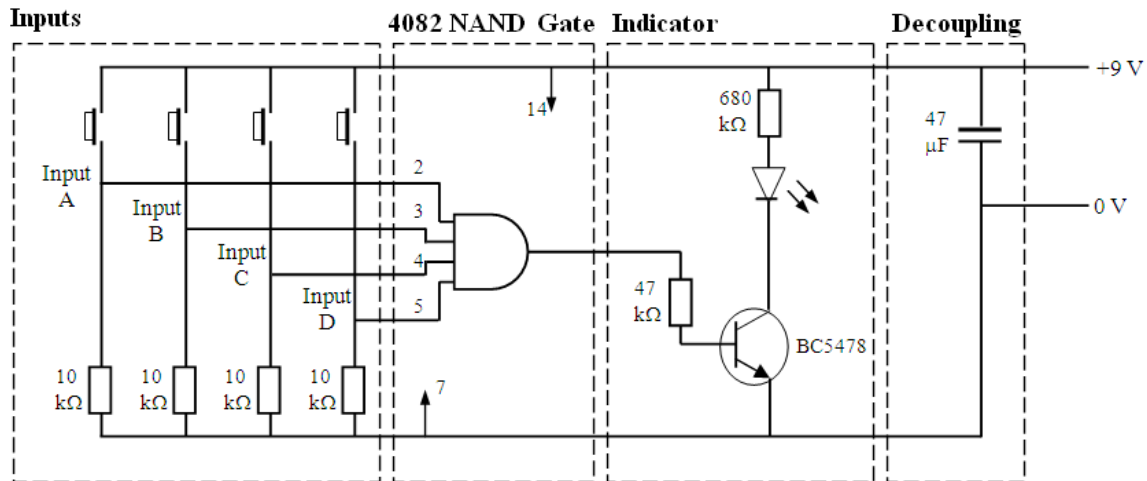 Inputs
4082 NAND Gate
Indicator
Decoupling
+9 V
14
680
kΩ
47
μF
Input
A
2
Input
B
3
0 V
Input
C
4
Input
D
5
47
kΩ
BC5478
10
kΩ
10
kΩ
10
kΩ
10
kΩ
7